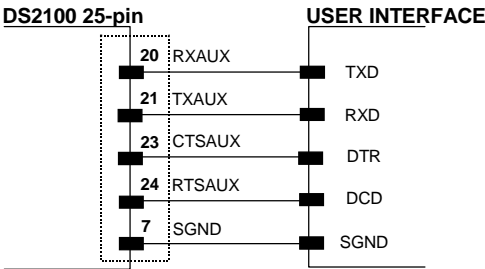 DS2100 25-pin USER INTERFACE
20 RXAUX TXD
21 TXAUX RXD
23 CTSAUX DTR
24 RTSAUX DCD
7 SGND SGND